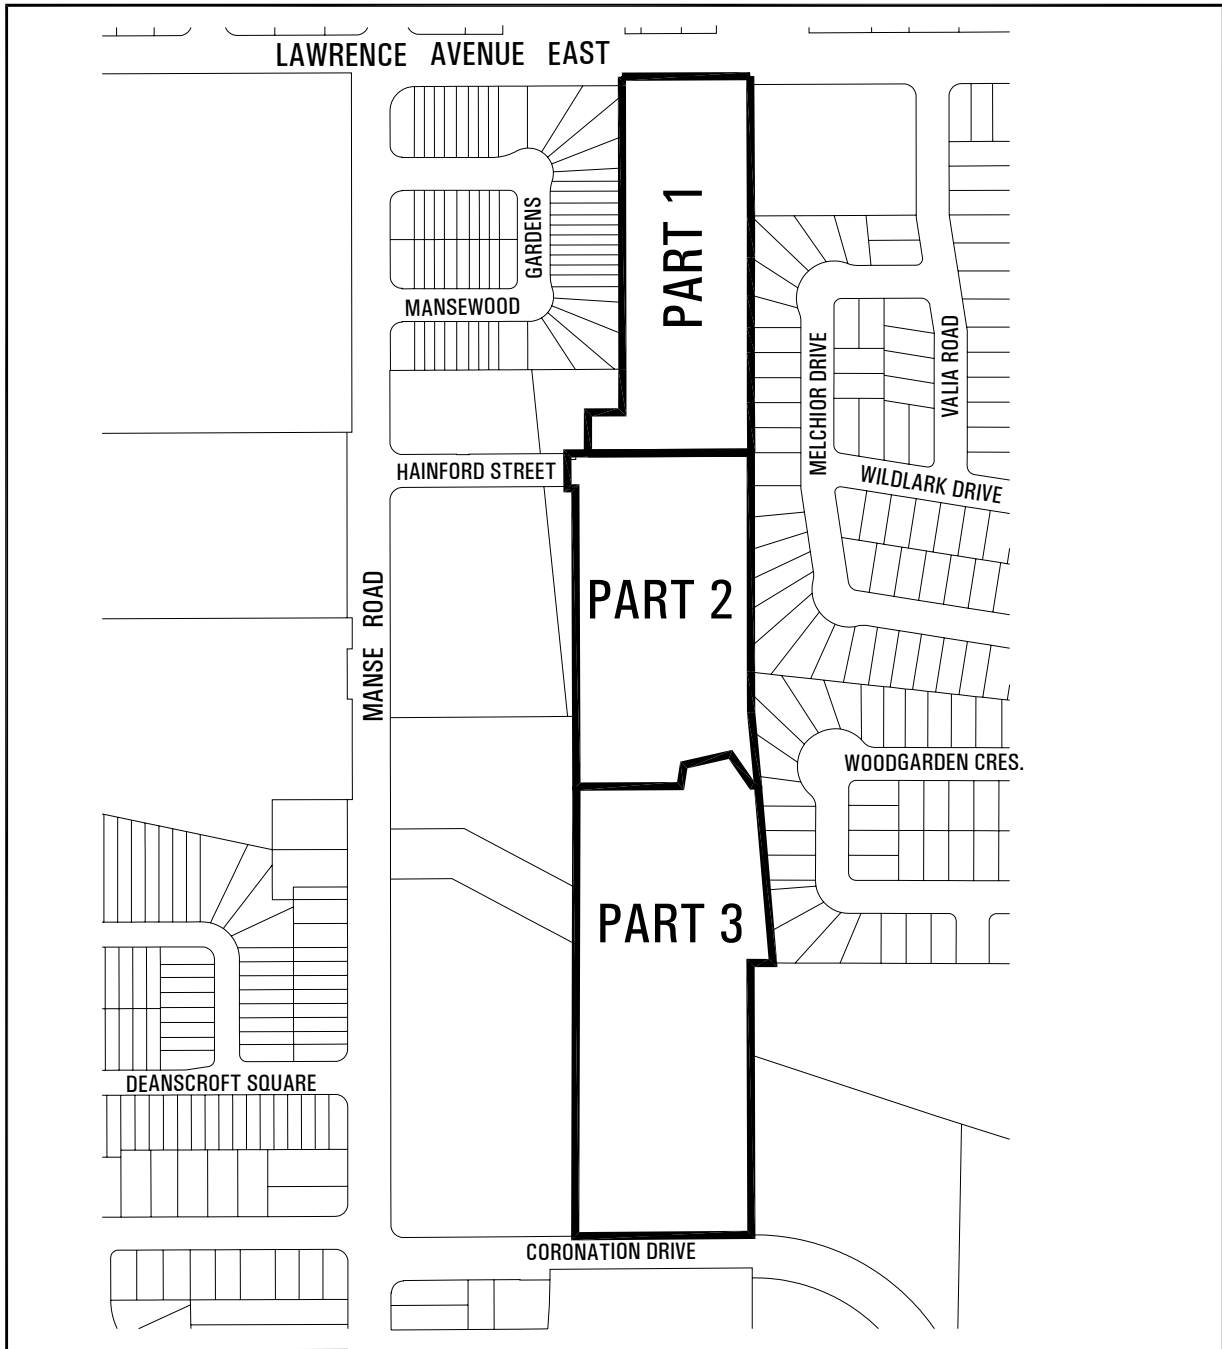 LAWRENCE AVENUE EAST
PART 1
GARDENS
MANSEWOOD
MELCHIOR DRIVE
VALIA ROAD
HAINFORD STREET
WILDLARK DRIVE
PART 2
MANSE ROAD
WOODGARDEN CRES.
PART 3
DEANSCROFT SQUARE
CORONATION DRIVE